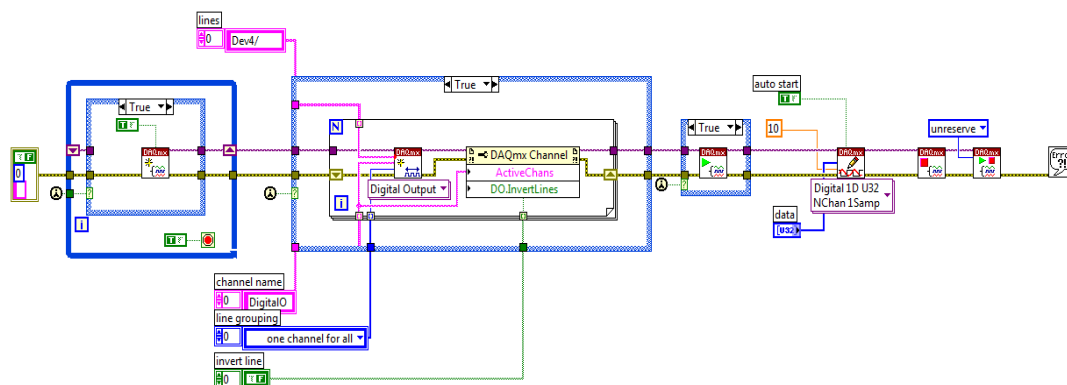 lines
0
Dev4/
True
T
DAQmx
T F
0
i
T
True
N
DAQmx
Digital Output
i
DAQmx Channel
ActiveChans
DO.InvertLines
True
DAQmx
auto start
T
10
DAQmx
Digital 1D U32
NChan 1Samp
data
[U32]
DAQmx
unreserve
DAQmx
Error
?!
channel name
0
DigitalO
line grouping
0
one channel for all
invert line
0
T F